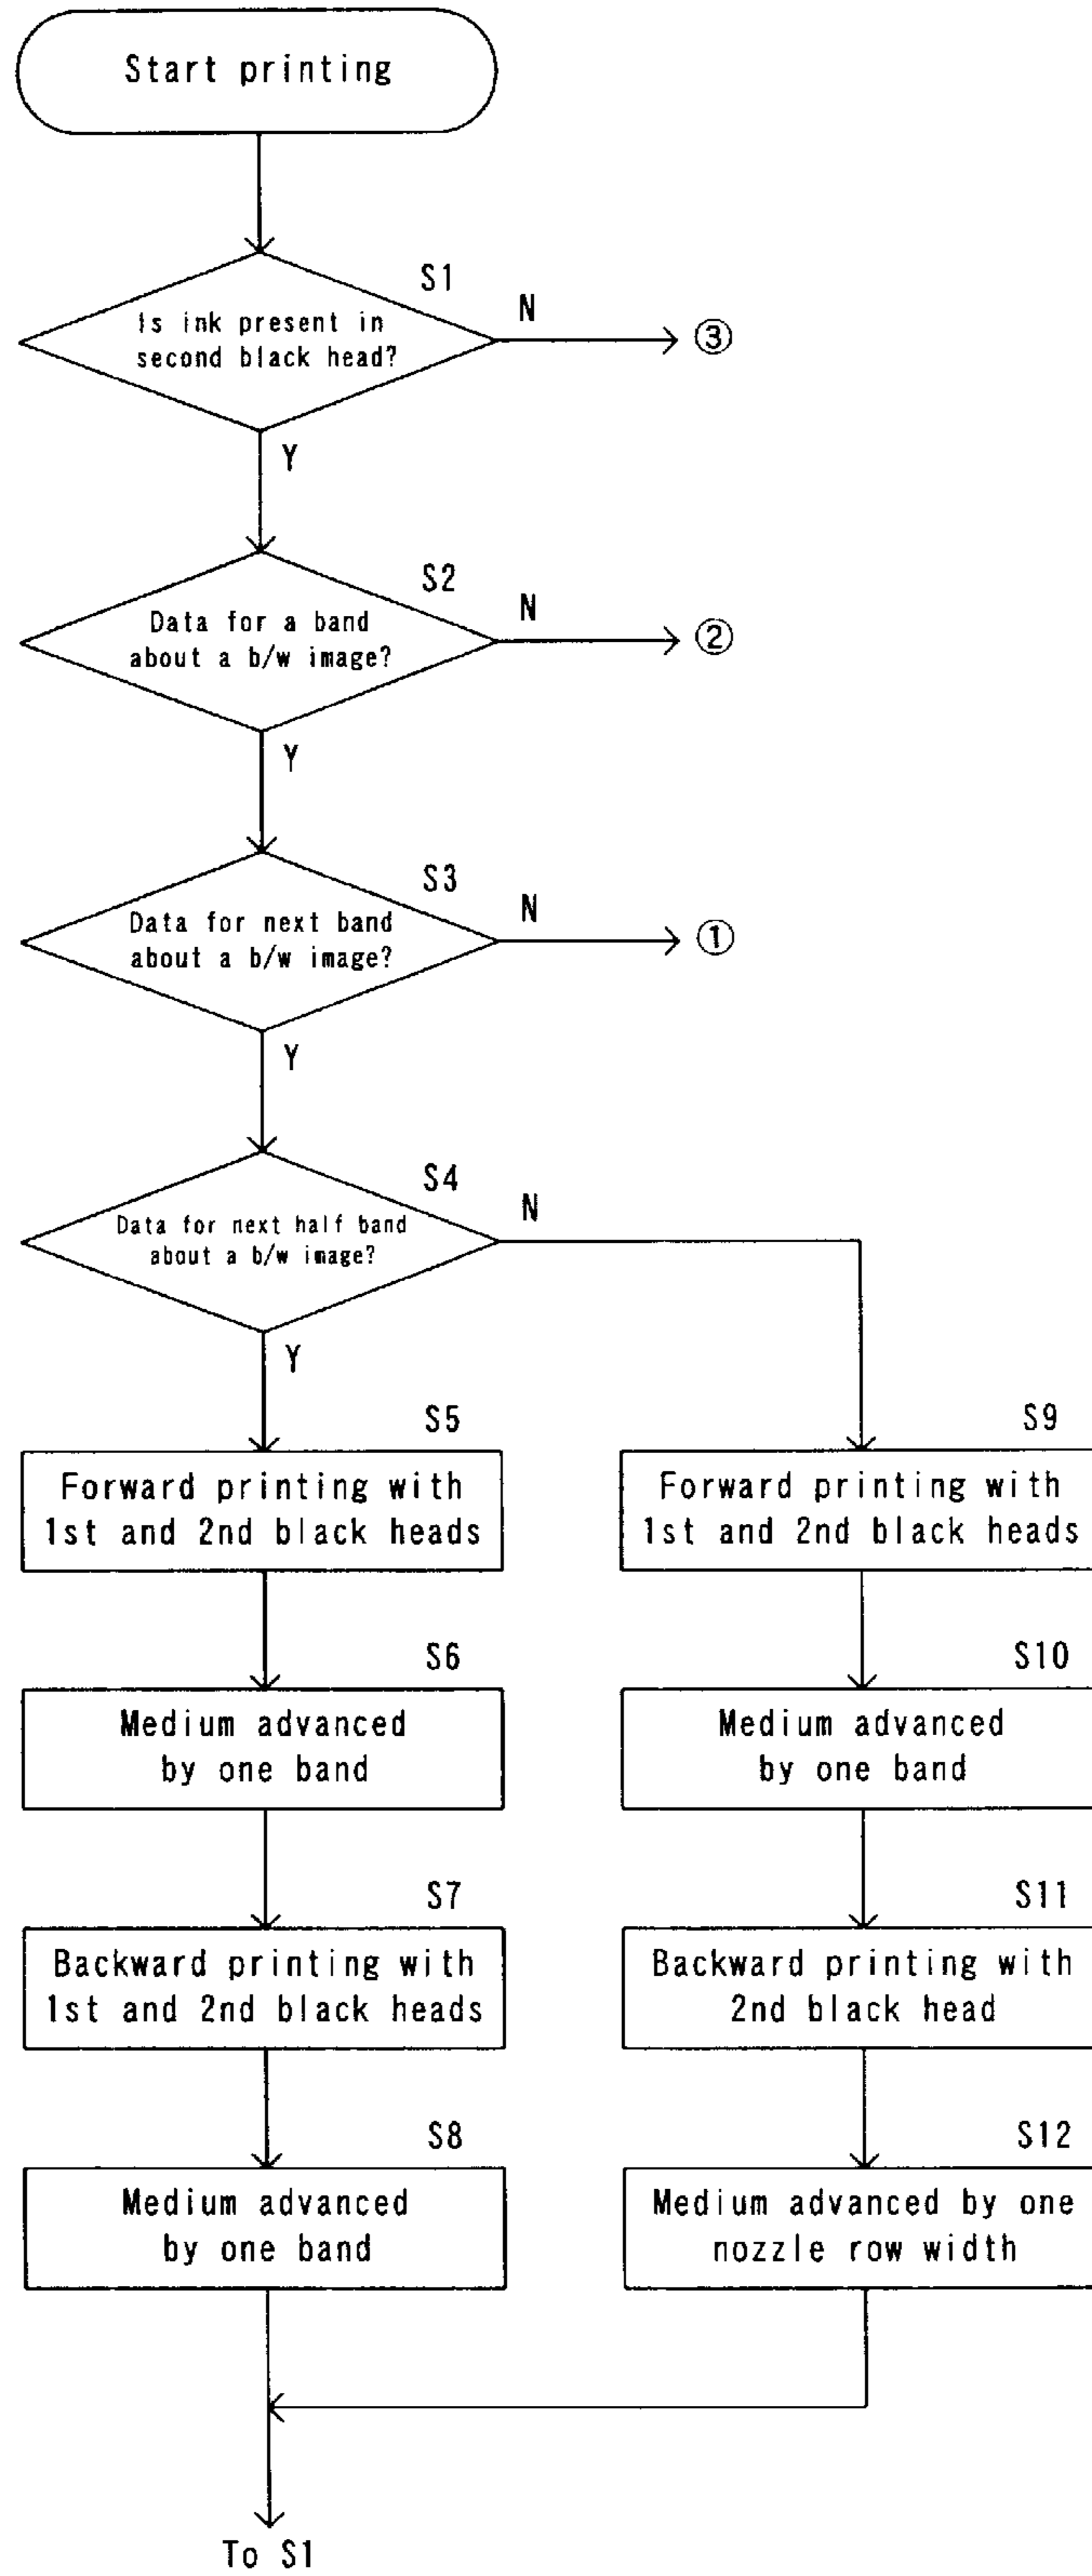 Start printing
S1
Is ink present in
second black head?
N
③
Y
S2
Data for a band
about a b/w image?
N
②
Y
S3
Data for next band
about a b/w image?
N
①
Y
S4
Data for next half band
about a b/w image?
N
Y
S5
Forward printing with
1st and 2nd black heads
S6
Medium advanced
by one band
S7
Backward printing with
1st and 2nd black heads
S8
Medium advanced
by one band
S9
Forward printing with
1st and 2nd black heads
S10
Medium advanced
by one band
S11
Backward printing with
2nd black head
S12
Medium advanced by one
nozzle row width
To S1